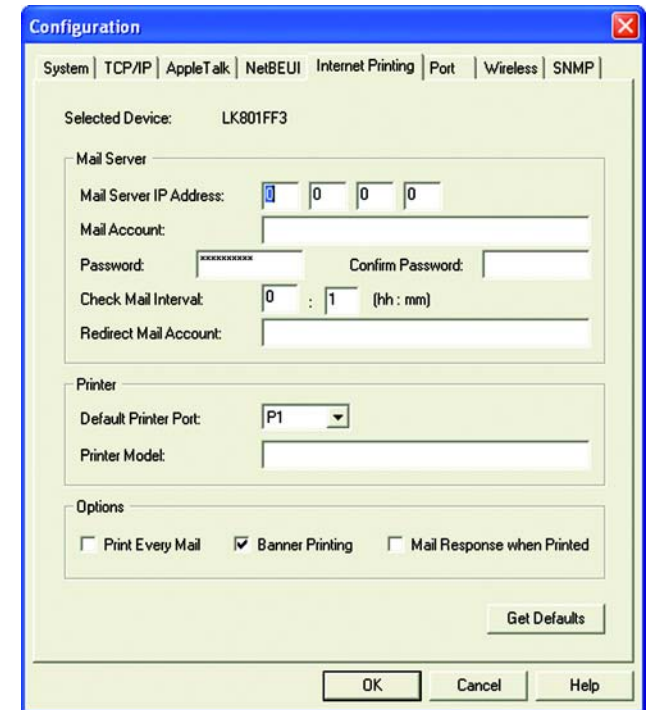 Configuration
System TCP/IP AppleTalk NetBEUI Internet Printing Port Wireless SNMP
Selected Device: LK801FF3
Mail Server
Mail Server IP Address: 0 0 0 0
Mail Account:
Password: xxxxxxxxxx Confirm Password:
Check Mail Interval: 0 : 1 (hh : mm)
Redirect Mail Account:
Printer
Default Printer Port: P1
Printer Model:
Options
Print Every Mail Banner Printing Mail Response when Printed
Get Defaults
OK Cancel Help